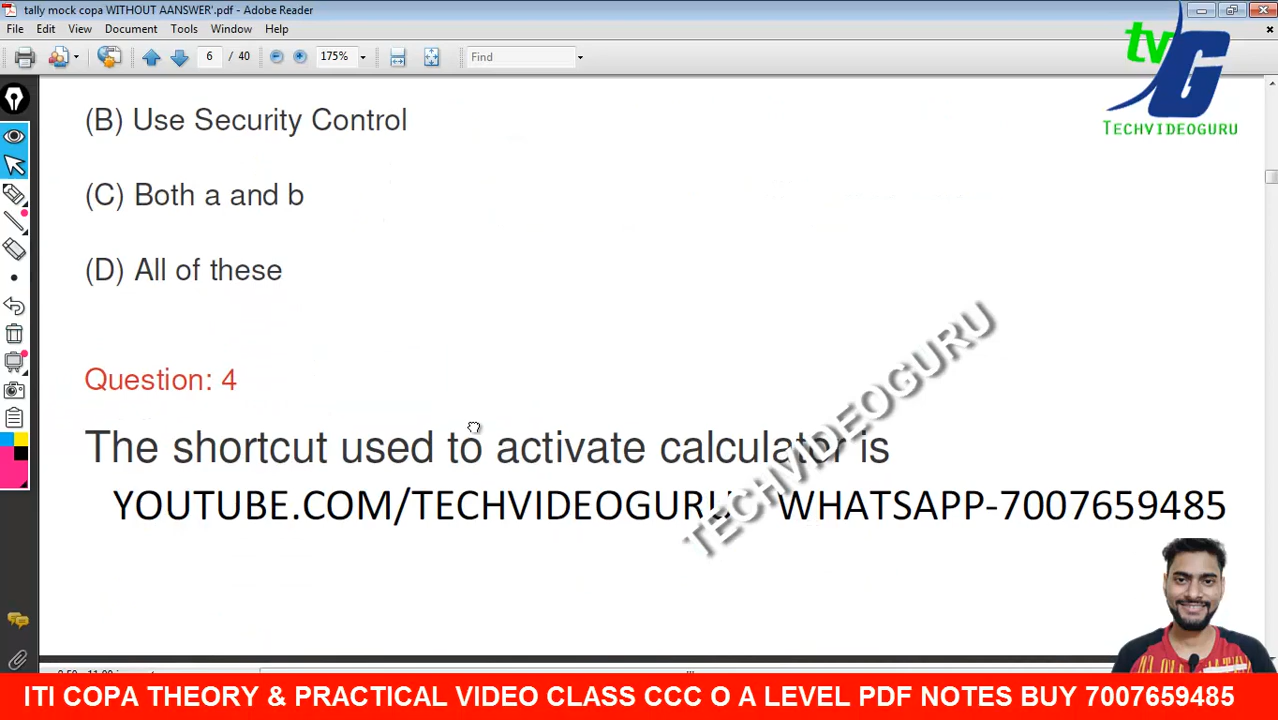 tally mock copa WITHOUT AANSWER'.pdf - Adobe Reader
File Edit View Document Tools Window Help
6 / 40 175% Find
tv G
TECHVIDEOGURU
(B) Use Security Control
(C) Both a and b
(D) All of these
Question: 4
The shortcut used to activate calculator is
TECHVIDEOGURU
YOUTUBE.COM/TECHVIDEOGURU WHATSAPP-7007659485
ITI COPA THEORY & PRACTICAL VIDEO CLASS CCC O A LEVEL PDF NOTES BUY 7007659485